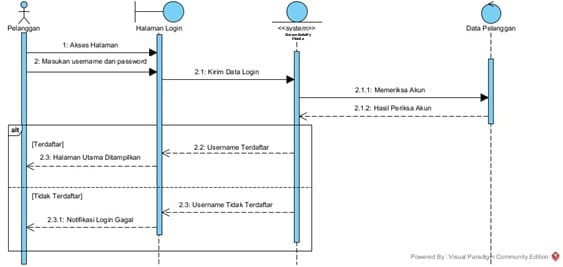 Pelanggan
Halaman Login
<<system>>
Data Pelanggan
1: Akses Halaman
2: Masukan username dan password
2.1: Kirim Data Login
2.1.1: Memeriksa Akun
2.1.2: Hasil Periksa Akun
alt
[Terdaftar]
2.2: Username Terdaftar
2.3: Halaman Utama Ditampilkan
[Tidak Terdaftar]
2.3: Username Tidak Terdaftar
2.3.1: Notifikasi Login Gagal
Powered By Visual Paradigm Community Edition